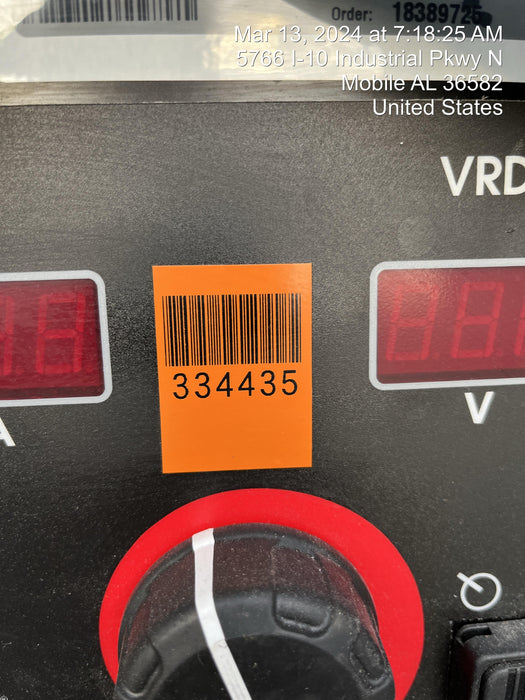 Order: 18389725
Mar 13, 2024 at 7:18:25 AM
5766 I-10 Industrial Pkwy N
Mobile AL 36582
United States
VRD
334435
A
V